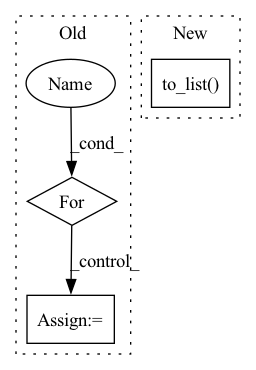 Old
New
Name
to_list()
_cond_
For
_control_
Assign:=